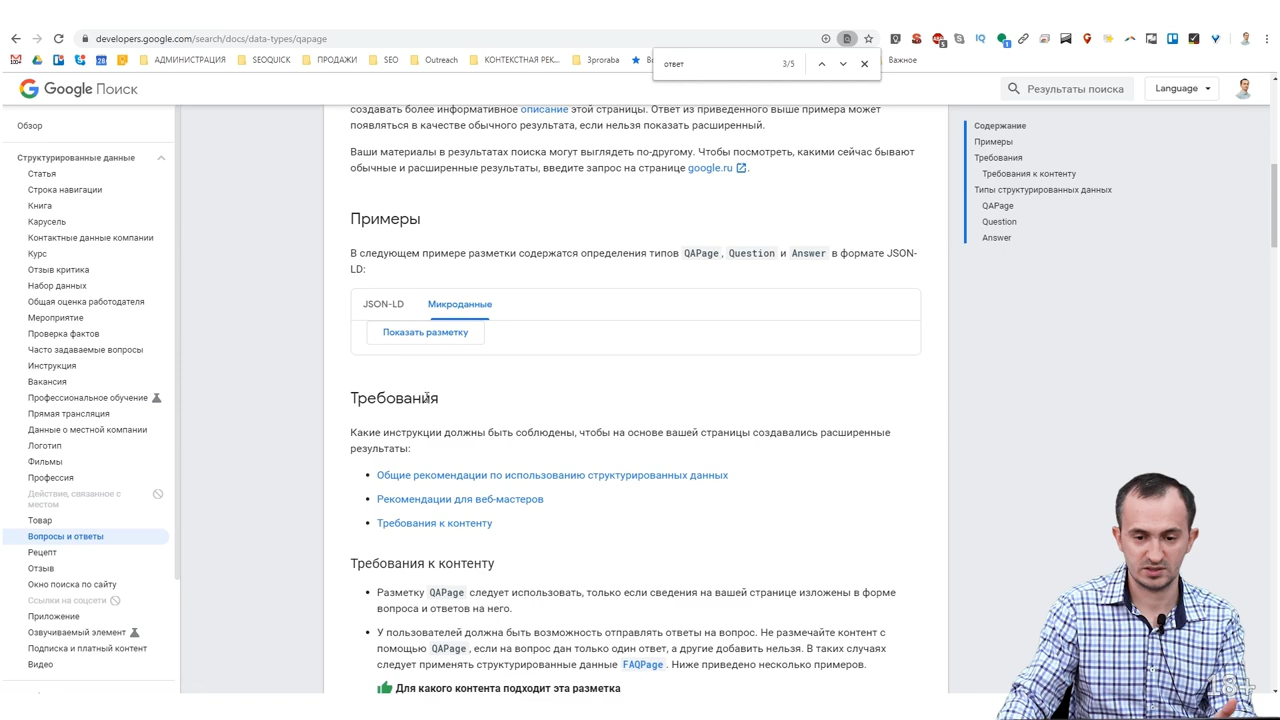 developers.google.com/search/docs/data-types/qapage
АДМИНИСТРАЦИЯ
SEOQUICK
ПРОДАЖИ
SEO
Outreach
КОНТЕКСТНАЯ РЕК...
3proraba
Важное
ответ
3/5
Google Поиск
Результаты поиска
Language
Обзор
Структурированные данные
Статья
Строка навигации
Книга
Карусель
Контактные данные компании
Курс
Отзыв критика
Набор данных
Общая оценка работодателя
Мероприятие
Проверка фактов
Часто задаваемые вопросы
Инструкция
Вакансия
Профессиональное обучение
Прямая трансляция
Данные о местной компании
Логотип
Фильмы
Профессия
Действие, связанное с
местом
Товар
Вопросы и ответы
Рецепт
Отзыв
Окно поиска по сайту
Ссылки на соцсети
Приложение
Озвучиваемый элемент
Подписка и платный контент
Видео
создавать более информативное описание этой страницы. Ответ из приведенного выше примера может
появляться в качестве обычного результата, если нельзя показать расширенный.
Ваши материалы в результатах поиска могут выглядеть по-другому. Чтобы посмотреть, какими сейчас бывают
обычные и расширенные результаты, введите запрос на странице google.ru.
Примеры
В следующем примере разметки содержатся определения типов QAPage, Question и Answer в формате JSON-
LD:
JSON-LD
Микроданные
Показать разметку
Требования
Какие инструкции должны быть соблюдены, чтобы на основе вашей страницы создавались расширенные
результаты:
• Общие рекомендации по использованию структурированных данных
• Рекомендации для веб-мастеров
• Требования к контенту
Требования к контенту
• Разметку QAPage следует использовать, только если сведения на вашей странице изложены в форме
вопроса и ответов на него.
• У пользователей должна быть возможность отправлять ответы на вопрос. Не размечайте контент с
помощью QAPage, если на вопрос дан только один ответ, а другие добавить нельзя. В таких случаях
следует применять структурированные данные FAQPage. Ниже приведено несколько примеров.
Для какого контента подходит эта разметка
Содержание
Примеры
Требования
Требования к контенту
Типы структурированных данных
QAPage
Question
Answer
18+